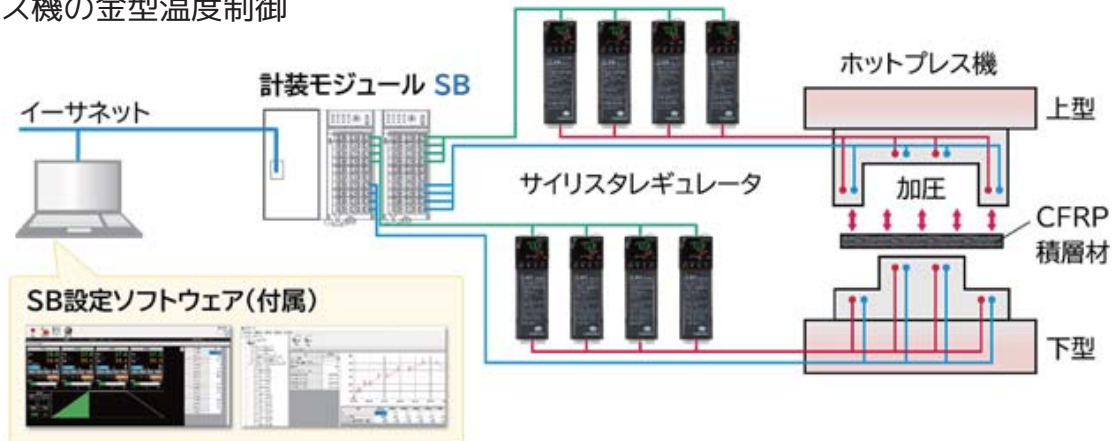 ス機の金型温度制御
イーサネット
計装モジュール SB
サイリスタレギュレータ
ホットプレス機
上型
加圧
CFRP
積層材
下型
SB設定ソフトウェア(付属)